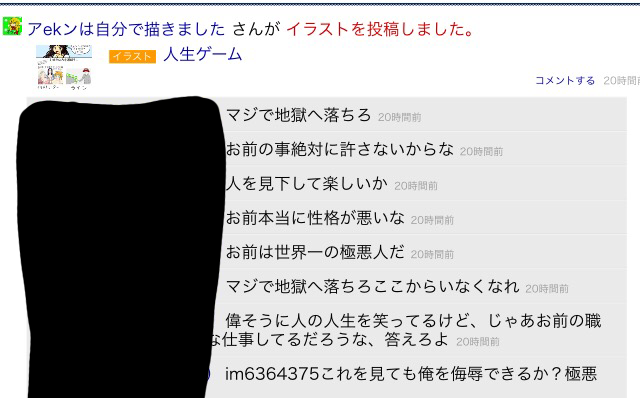 アekンは自分で描きました さんが イラストを投稿しました。
イラスト 人生ゲーム
コメントする 20時間
マジで地獄へ落ちろ 20時間前
お前の事絶対に許さないからな 20時間前
人を見下して楽しいか 20時間前
お前本当に性格が悪いな 20時間前
お前は世界一の極悪人だ 20時間前
マジで地獄へ落ちろここからいなくなれ 20時間前
偉そうに人の人生を笑ってるけど、じゃあお前の職
な仕事してるだろうな、答えろよ 20時間前
im6364375これを見ても俺を侮辱できるか？極悪